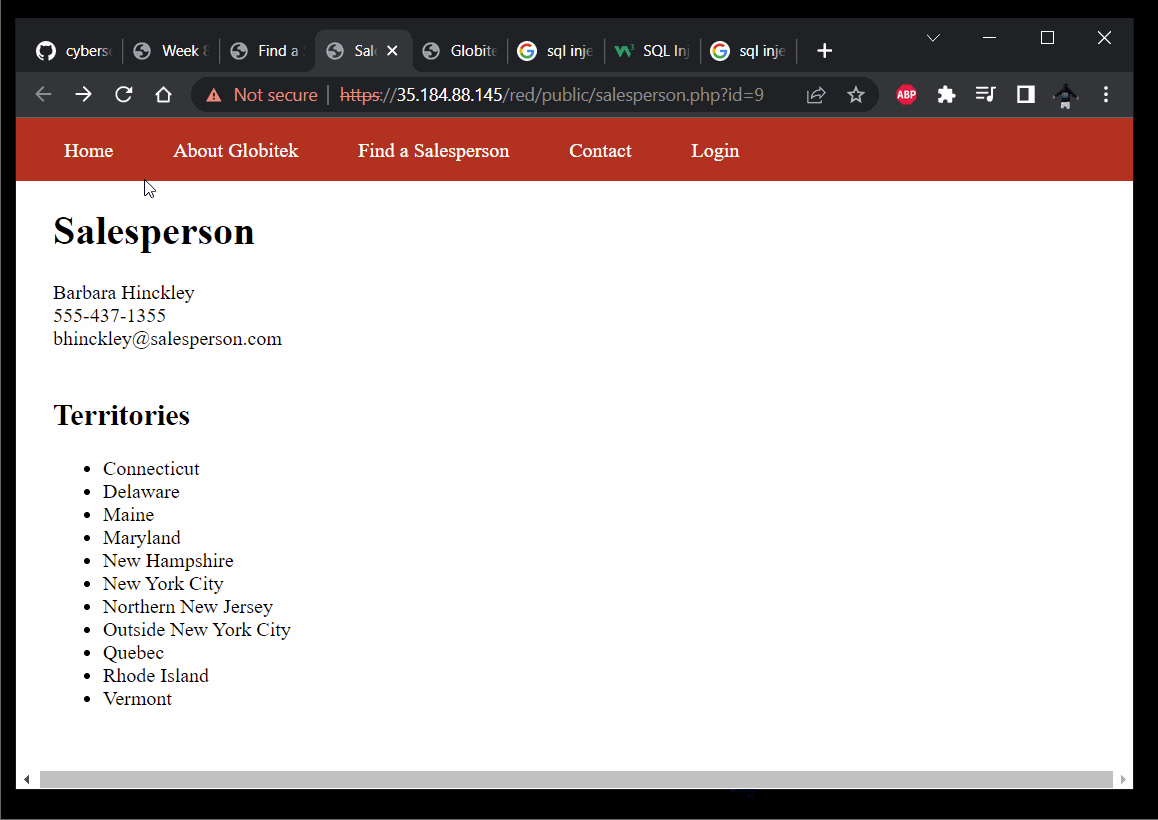 cybers
Week 8
Find a
Sale
Globite
sql inje
SQL Inj
sql inje
Not secure
https://35.184.88.145/red/public/salesperson.php?id=9
ABP
Home
About Globitek
Find a Salesperson
Contact
Login
Salesperson
Barbara Hinckley
555-437-1355
bhinckley@salesperson.com
Territories
Connecticut
Delaware
Maine
Maryland
New Hampshire
New York City
Northern New Jersey
Outside New York City
Quebec
Rhode Island
Vermont